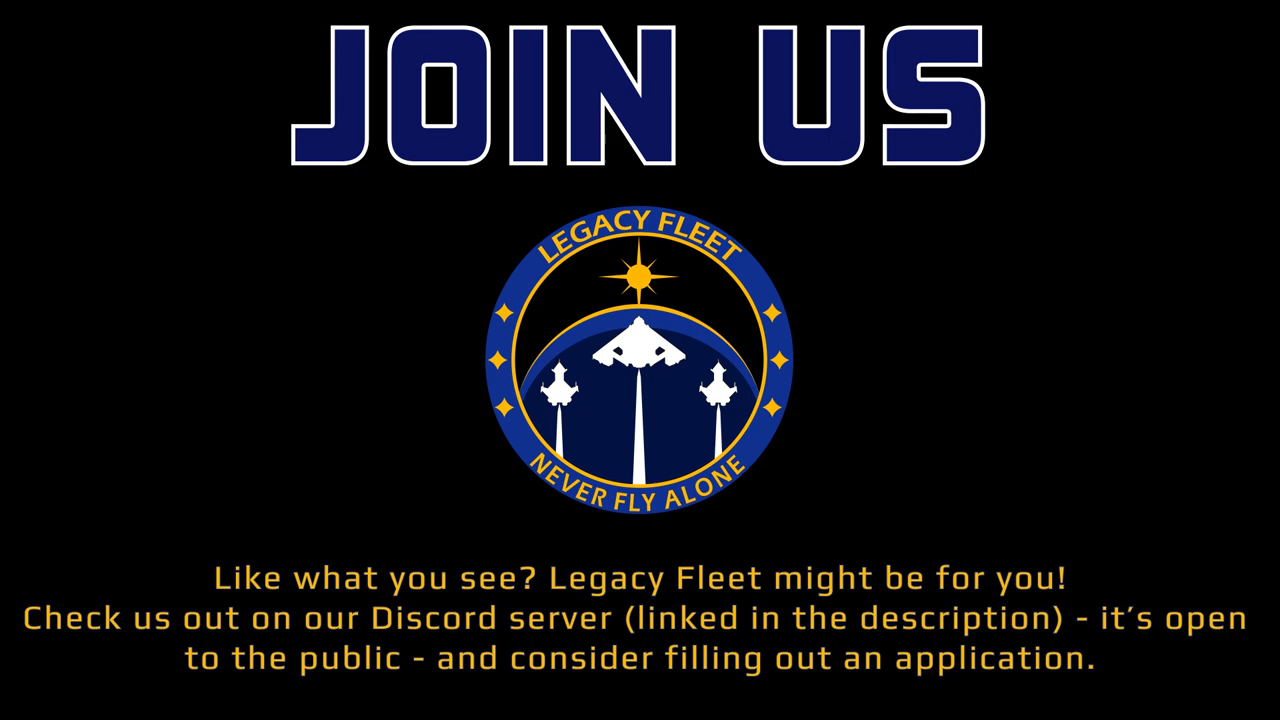 JOIN US
LEGACY FLEET
NEVER FLY ALONE
Like what you see? Legacy Fleet might be for you!
Check us out on our Discord server (linked in the description) - it´s open
to the public - and consider filling out an application.